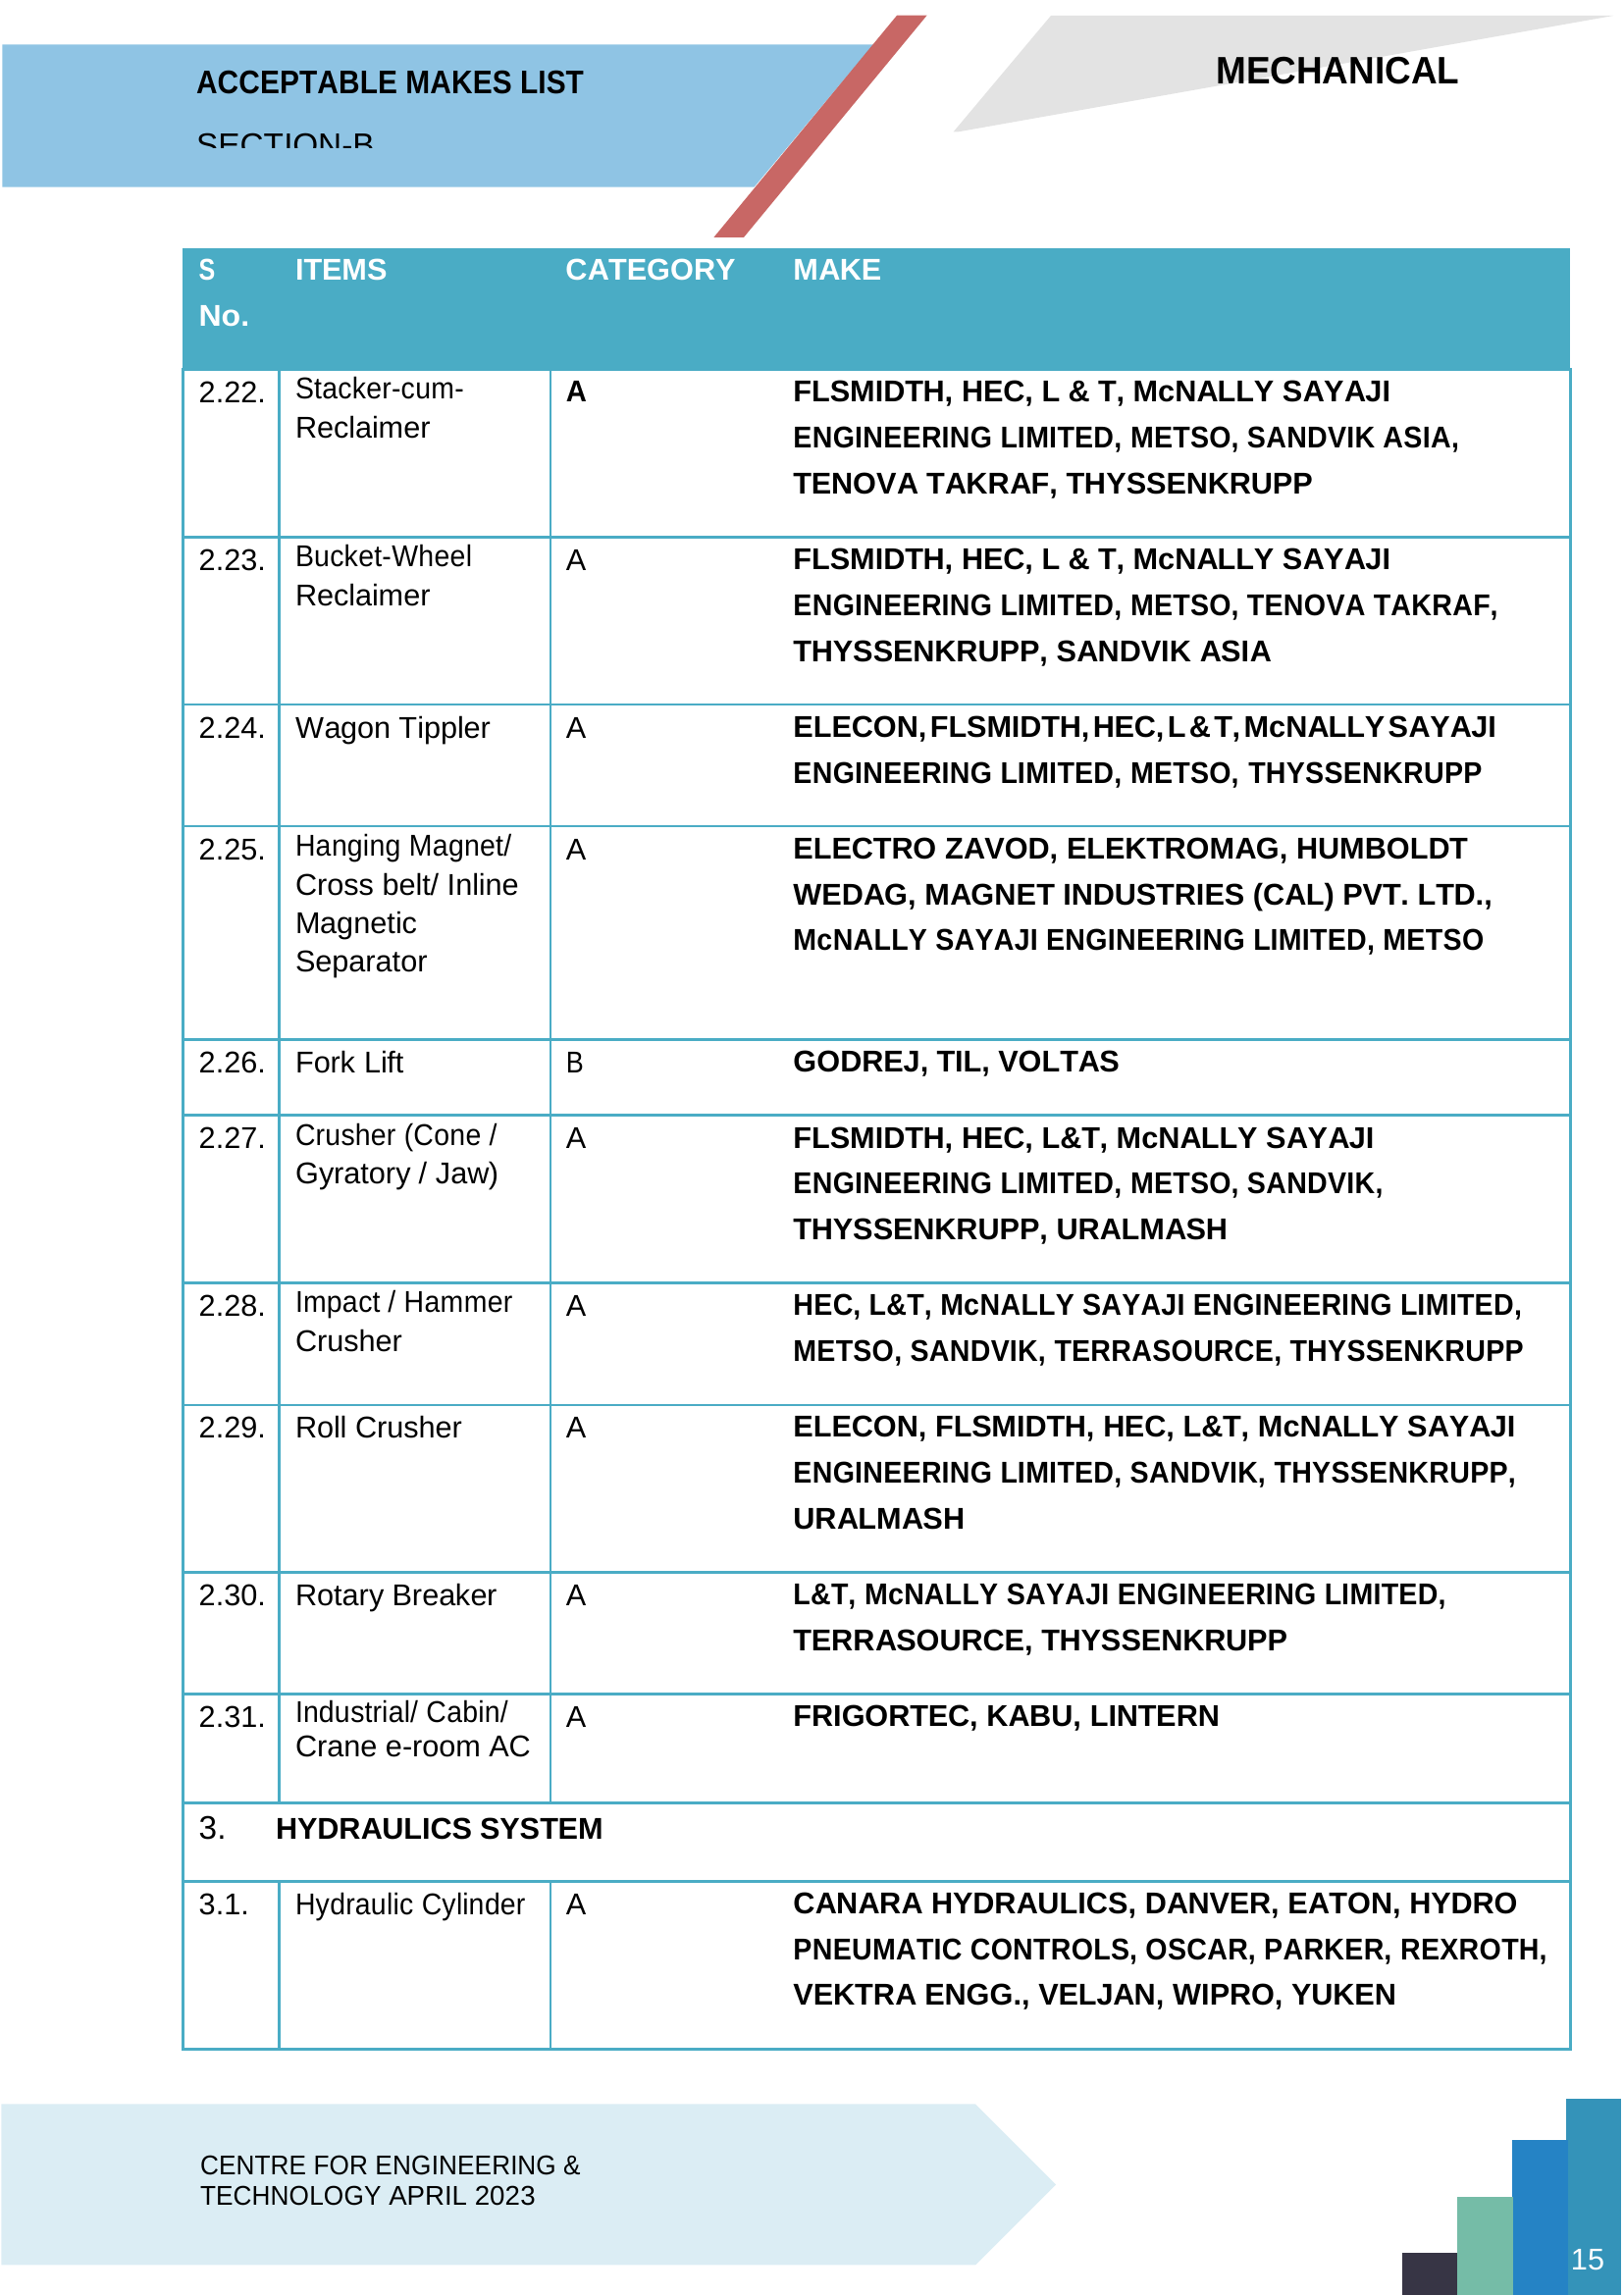 ACCEPTABLE MAKES LIST
MECHANICAL
SECTION-B
S ITEMS CATEGORY MAKE
No.
2.22. Stacker-cum- A FLSMIDTH, HEC, L & T, McNALLY SAYAJI
Reclaimer ENGINEERING LIMITED, METSO, SANDVIK ASIA,
TENOVA TAKRAF, THYSSENKRUPP
2.23. Bucket-Wheel A FLSMIDTH, HEC, L & T, McNALLY SAYAJI
Reclaimer ENGINEERING LIMITED, METSO, TENOVA TAKRAF,
THYSSENKRUPP, SANDVIK ASIA
2.24. Wagon Tippler A ELECON, FLSMIDTH, HEC, L & T, McNALLY SAYAJI
ENGINEERING LIMITED, METSO, THYSSENKRUPP
2.25. Hanging Magnet/ A ELECTRO ZAVOD, ELEKTROMAG, HUMBOLDT
Cross belt/ Inline WEDAG, MAGNET INDUSTRIES (CAL) PVT. LTD.,
Magnetic McNALLY SAYAJI ENGINEERING LIMITED, METSO
Separator
2.26. Fork Lift B GODREJ, TIL, VOLTAS
2.27. Crusher (Cone / A FLSMIDTH, HEC, L&T, McNALLY SAYAJI
Gyratory / Jaw) ENGINEERING LIMITED, METSO, SANDVIK,
THYSSENKRUPP, URALMASH
2.28. Impact / Hammer A HEC, L&T, McNALLY SAYAJI ENGINEERING LIMITED,
Crusher METSO, SANDVIK, TERRASOURCE, THYSSENKRUPP
2.29. Roll Crusher A ELECON, FLSMIDTH, HEC, L&T, McNALLY SAYAJI
ENGINEERING LIMITED, SANDVIK, THYSSENKRUPP,
URALMASH
2.30. Rotary Breaker A L&T, McNALLY SAYAJI ENGINEERING LIMITED,
TERRASOURCE, THYSSENKRUPP
2.31. Industrial/ Cabin/ A FRIGORTEC, KABU, LINTERN
Crane e-room AC
3. HYDRAULICS SYSTEM
3.1. Hydraulic Cylinder A CANARA HYDRAULICS, DANVER, EATON, HYDRO
PNEUMATIC CONTROLS, OSCAR, PARKER, REXROTH,
VEKTRA ENGG., VELJAN, WIPRO, YUKEN
CENTRE FOR ENGINEERING &
TECHNOLOGY APRIL 2023
15